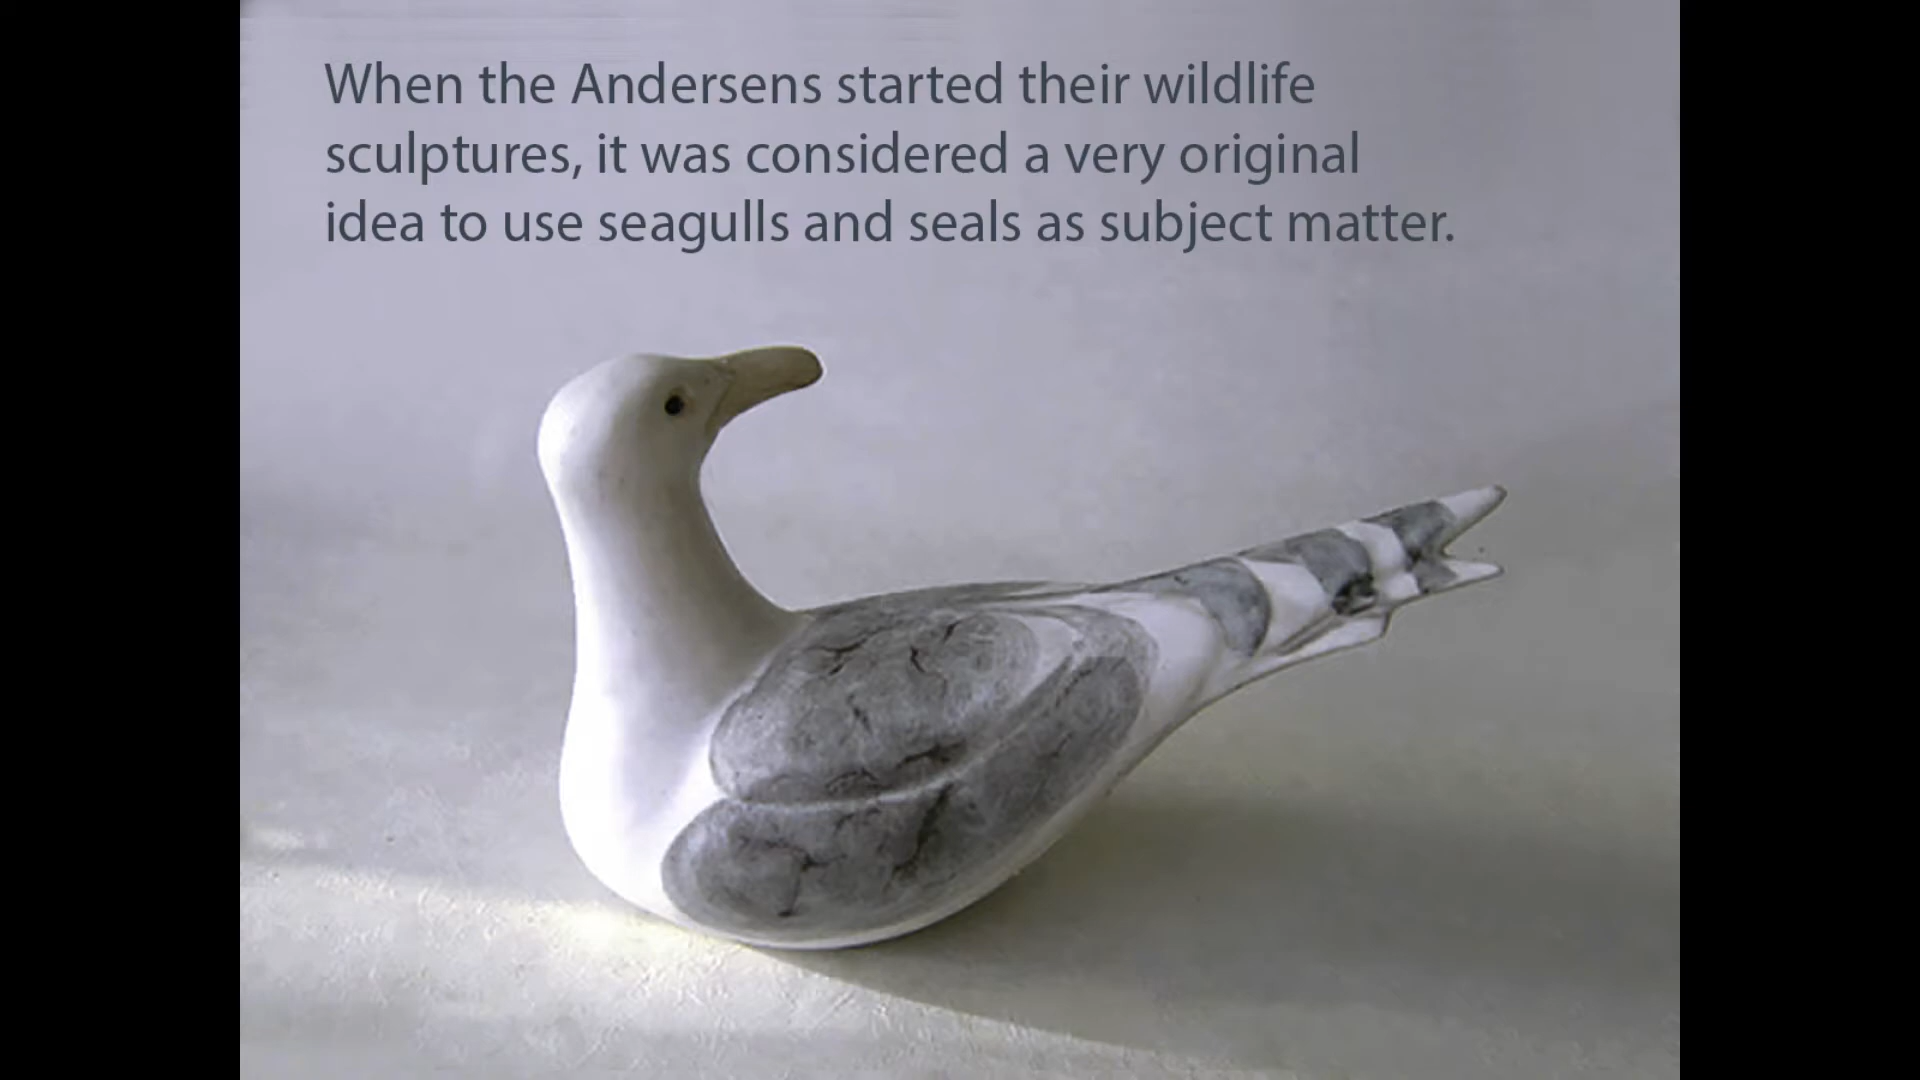 When the Andersens started their wildlife
sculptures, it was considered a very original
idea to use seagulls and seals as subject matter.